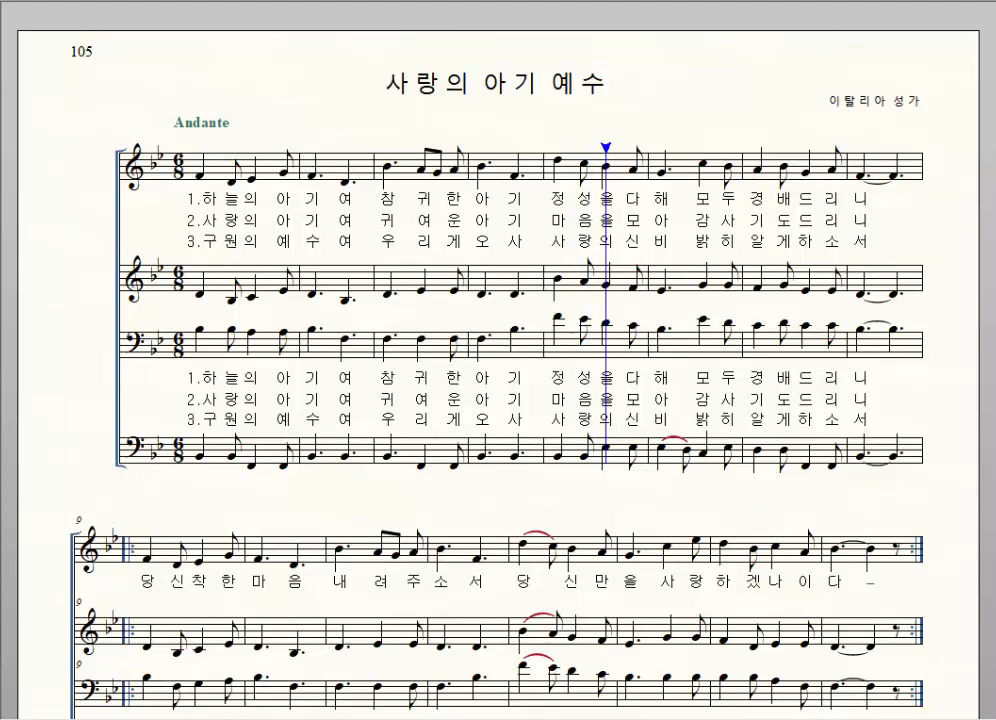 105
사랑의 아기 예수
이탈리아 성가
Andante
1.하늘의 아기여 참귀한아기 정성을다해 모두경배드리니
2.사랑의 아기여 귀여운아기 마음을모아 감사기도드리니
3.구원의 예수여 우리게오사 사랑의신비 밝히알게하소서
1.하늘의 아기여 참귀한아기 정성을다해 모두경배드리니
2.사랑의 아기여 귀여운아기 마음을모아 감사기도드리니
3.구원의 예수여 우리게오사 사랑의신비 밝히알게하소서
9
당신착한마음 내려주소서 당신만을 사랑하겠나이다 –
9
9